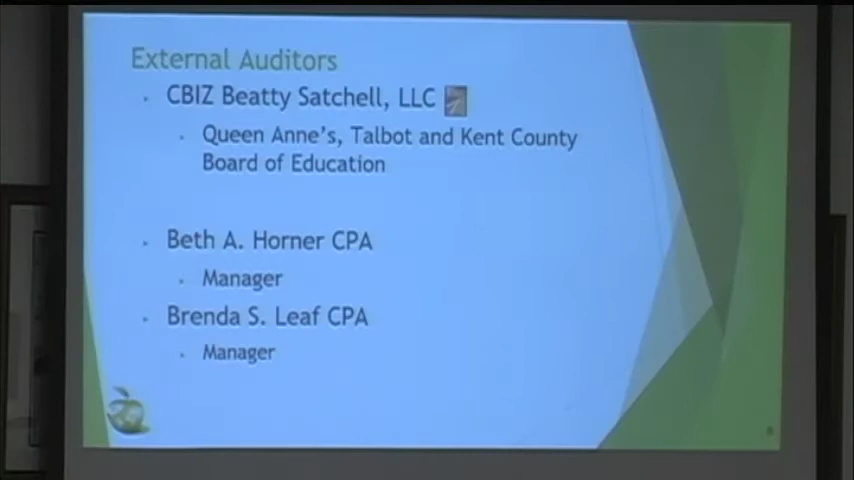 External Auditors
CBIZ Beatty Satchell, LLC
Queen Anne's, Talbot and Kent County
Board of Education
Beth A. Horner CPA
Manager
Brenda S. Leaf CPA
Manager